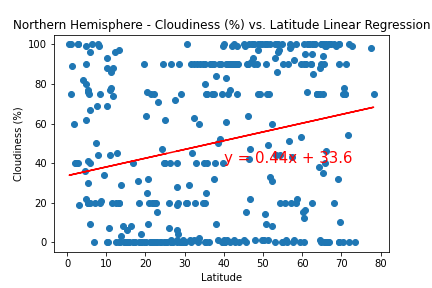 Northern Hemisphere - Cloudiness (%) vs. Latitude Linear Regression
100
80
60
40
20
0
Cloudiness (%)
y = 0.44x + 33.6
0 10 20 30 40 50 60 70 80
Latitude